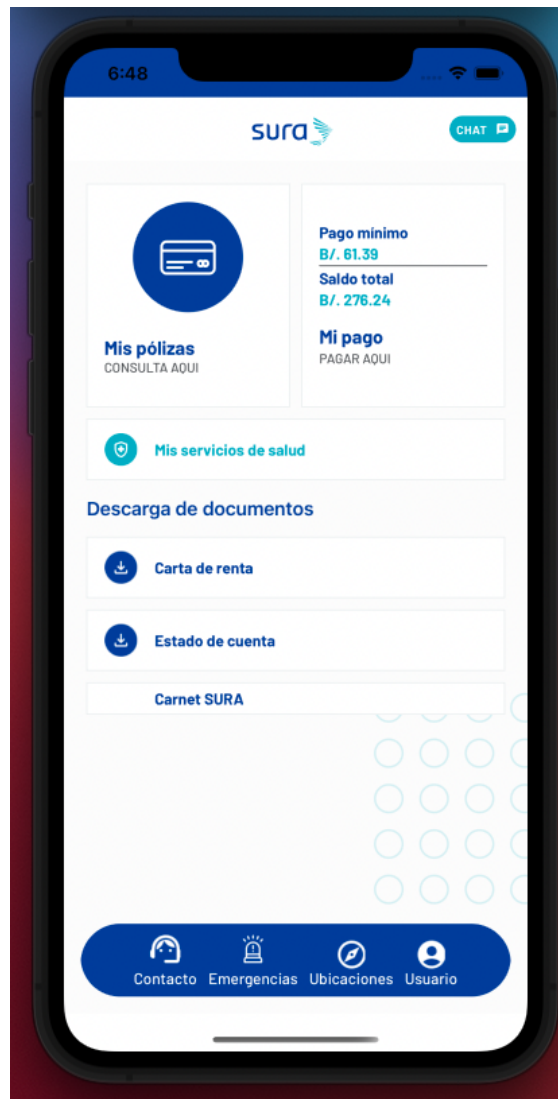 6:48
sura
CHAT
Pago mínimo
B/. 61.39
Saldo total
B/. 276.24
Mi pago
PAGAR AQUI
Mis pólizas
CONSULTA AQUI
Mis servicios de salud
Descarga de documentos
Carta de renta
Estado de cuenta
Carnet SURA
Contacto Emergencias Ubicaciones Usuario